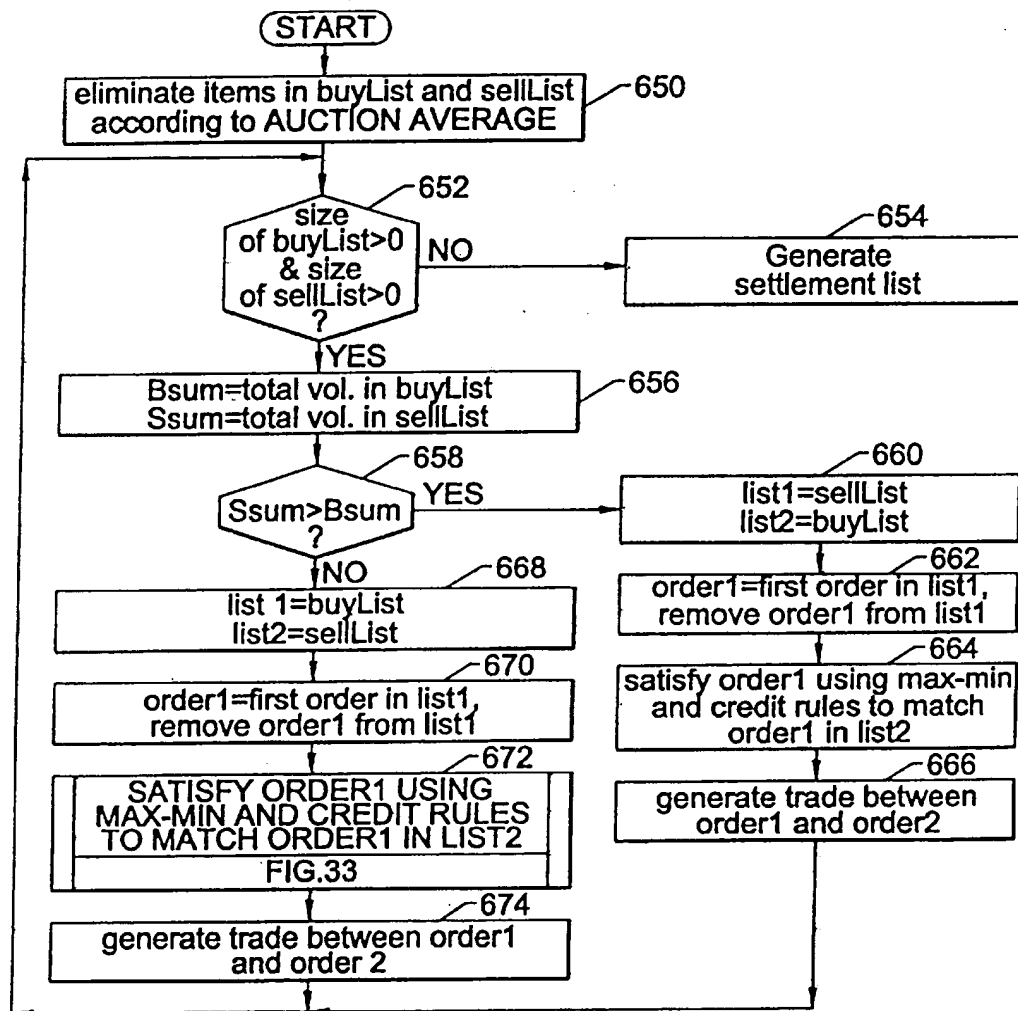 START
eliminate items in buyList and sellList
according to AUCTION AVERAGE
650
652
size
of buyList>0
& size
of sellList>0
?
NO
654
Generate
settlement list
YES
Bsum=total vol. in buyList
Ssum=total vol. in sellList
656
658
Ssum>Bsum
?
YES
660
list1=sellList
list2=buyList
662
order1=first order in list1,
remove order1 from list1
664
satisfy order1 using max-min
and credit rules to match
order1 in list2
666
generate trade between
order1 and order2
NO
668
list 1=buyList
list2=sellList
670
order1=first order in list1,
remove order1 from list1
672
SATISFY ORDER1 USING
MAX-MIN AND CREDIT RULES
TO MATCH ORDER1 IN LIST2
FIG.33
674
generate trade between order1
and order 2